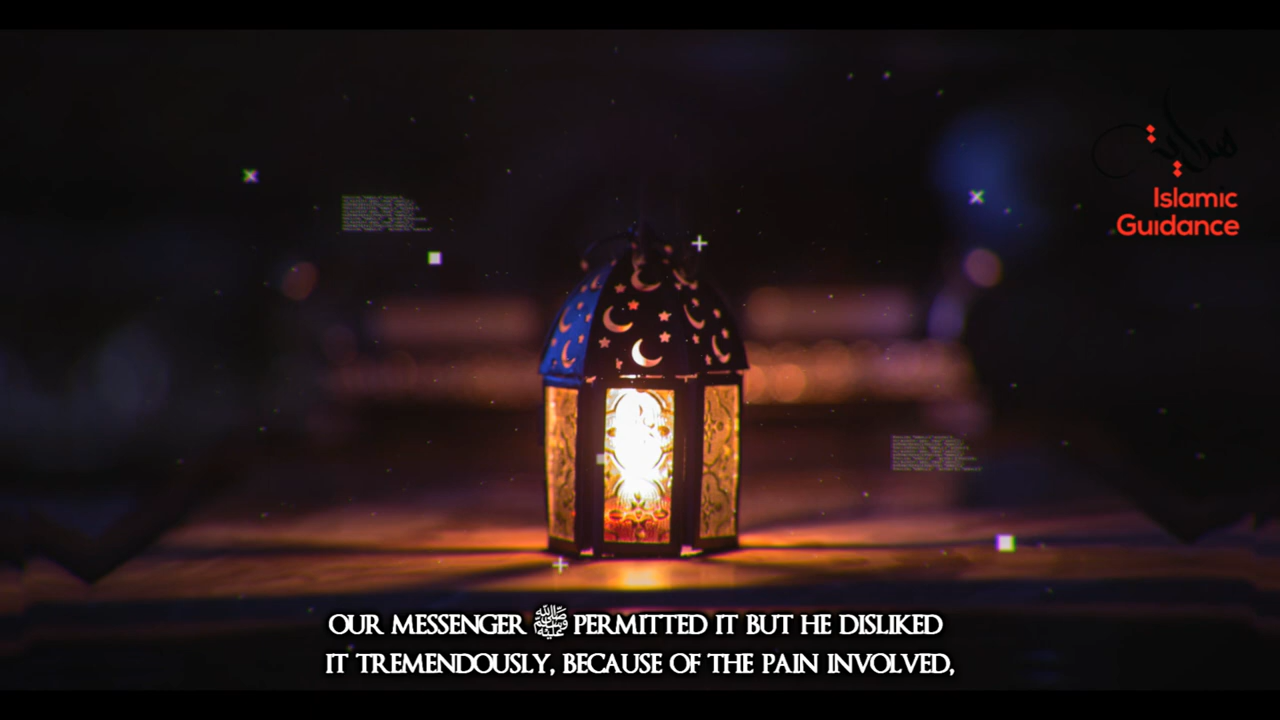 Islamic
Guidance
OUR MESSENGER ﷺ PERMITTED IT BUT HE DISLIKED
IT TREMENDOUSLY, BECAUSE OF THE PAIN INVOLVED,